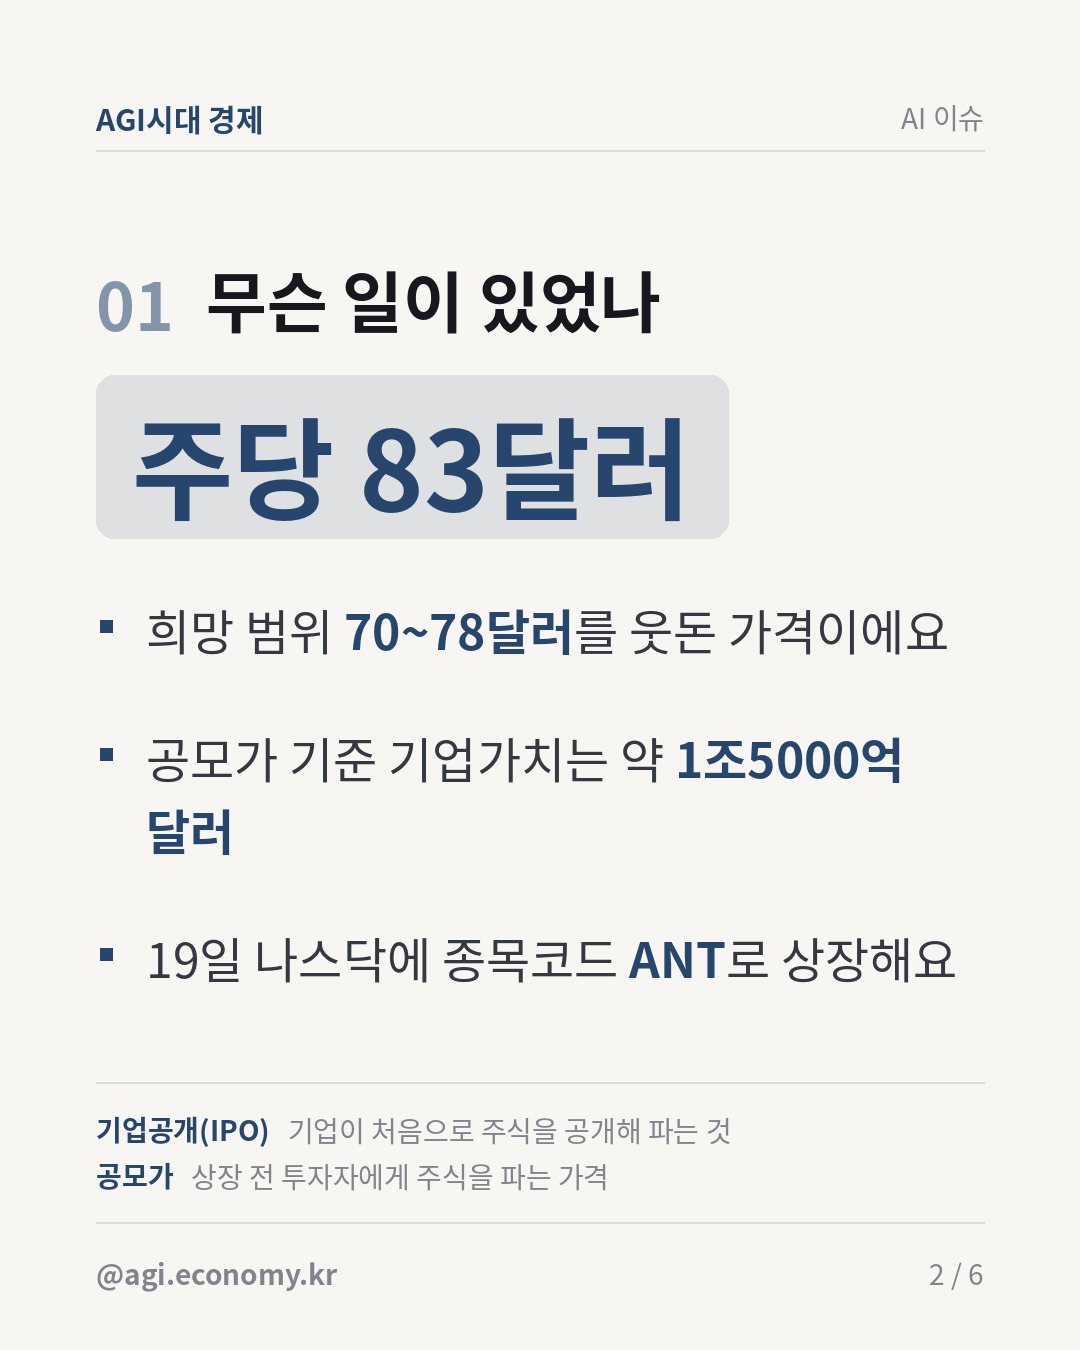 AGI시대 경제
AI 이슈
01 무슨 일이 있었나
주당 83달러
▪ 희망 범위 70~78달러를 웃돈 가격이에요
▪ 공모가 기준 기업가치는 약 1조5000억
달러
▪ 19일 나스닥에 종목코드 ANT로 상장해요
기업공개(IPO) 기업이 처음으로 주식을 공개해 파는 것
공모가 상장 전 투자자에게 주식을 파는 가격
@agi.economy.kr
2 / 6